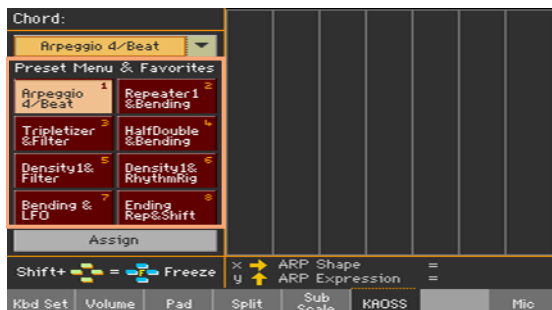 Chord:
Arpeggio 4/Beat
Preset Menu & Favorites
Arpeggio 4/Beat 1
Repeater1 &Bending 2
Tripletizer &Filter 3
HalfDouble &Bending 4
Density1& Filter 5
Density1& RhythmRig 6
Bending & LFO 7
Ending Rep&Shift 8
Assign
Shift+ = F Freeze
x ARP Shape =
y ARP Expression =
Kbd Set Volume Pad Split Sub Scale KAOSS Mic